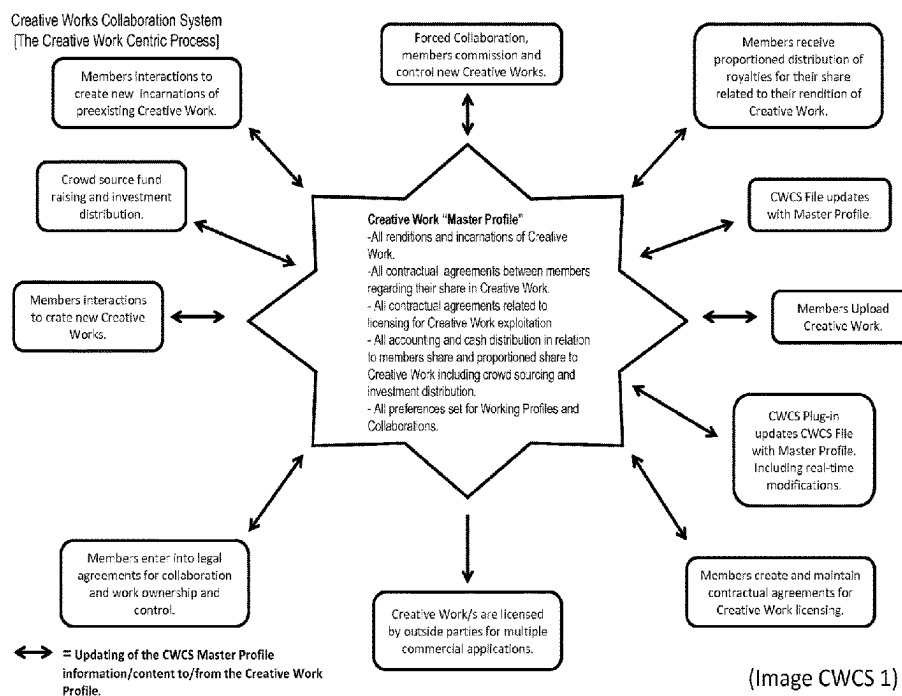 Creative Works Collaboration System
[The Creative Work Centric Process]
Forced Collaboration,
members commission and
control new Creative Works.
Members receive
proportioned distribution of
royalties for their share
related to their rendition of
Creative Work.
Members interactions to
create new incarnations of
preexisting Creative Work.
Crowd source fund
raising and investment
distribution.
CWCS File updates
with Master Profile.
Members interactions
to crate new Creative
Works.
Creative Work "Master Profile"
-All renditions and incarnations of Creative
Work.
-All contractual agreements between members
regarding their share in Creative Work.
- All contractual agreements related to
licensing for Creative Work exploitation
- All accounting and cash distribution in relation
to members share and proportioned share to
Creative Work including crowd sourcing and
investment distribution.
- All preferences set for Working Profiles and
Collaborations.
Members Upload
Creative Work.
CWCS Plug-in
updates CWCS File
with Master Profile.
Including real-time
modifications.
Members enter into legal
agreements for collaboration
and work ownership and
control.
Creative Work/s are licensed
by outside parties for multiple
commercial applications.
Members create and maintain
contractual agreements for
Creative Work licensing.
= Updating of the CWCS Master Profile
information/content to/from the Creative Work
Profile.
(Image CWCS 1)